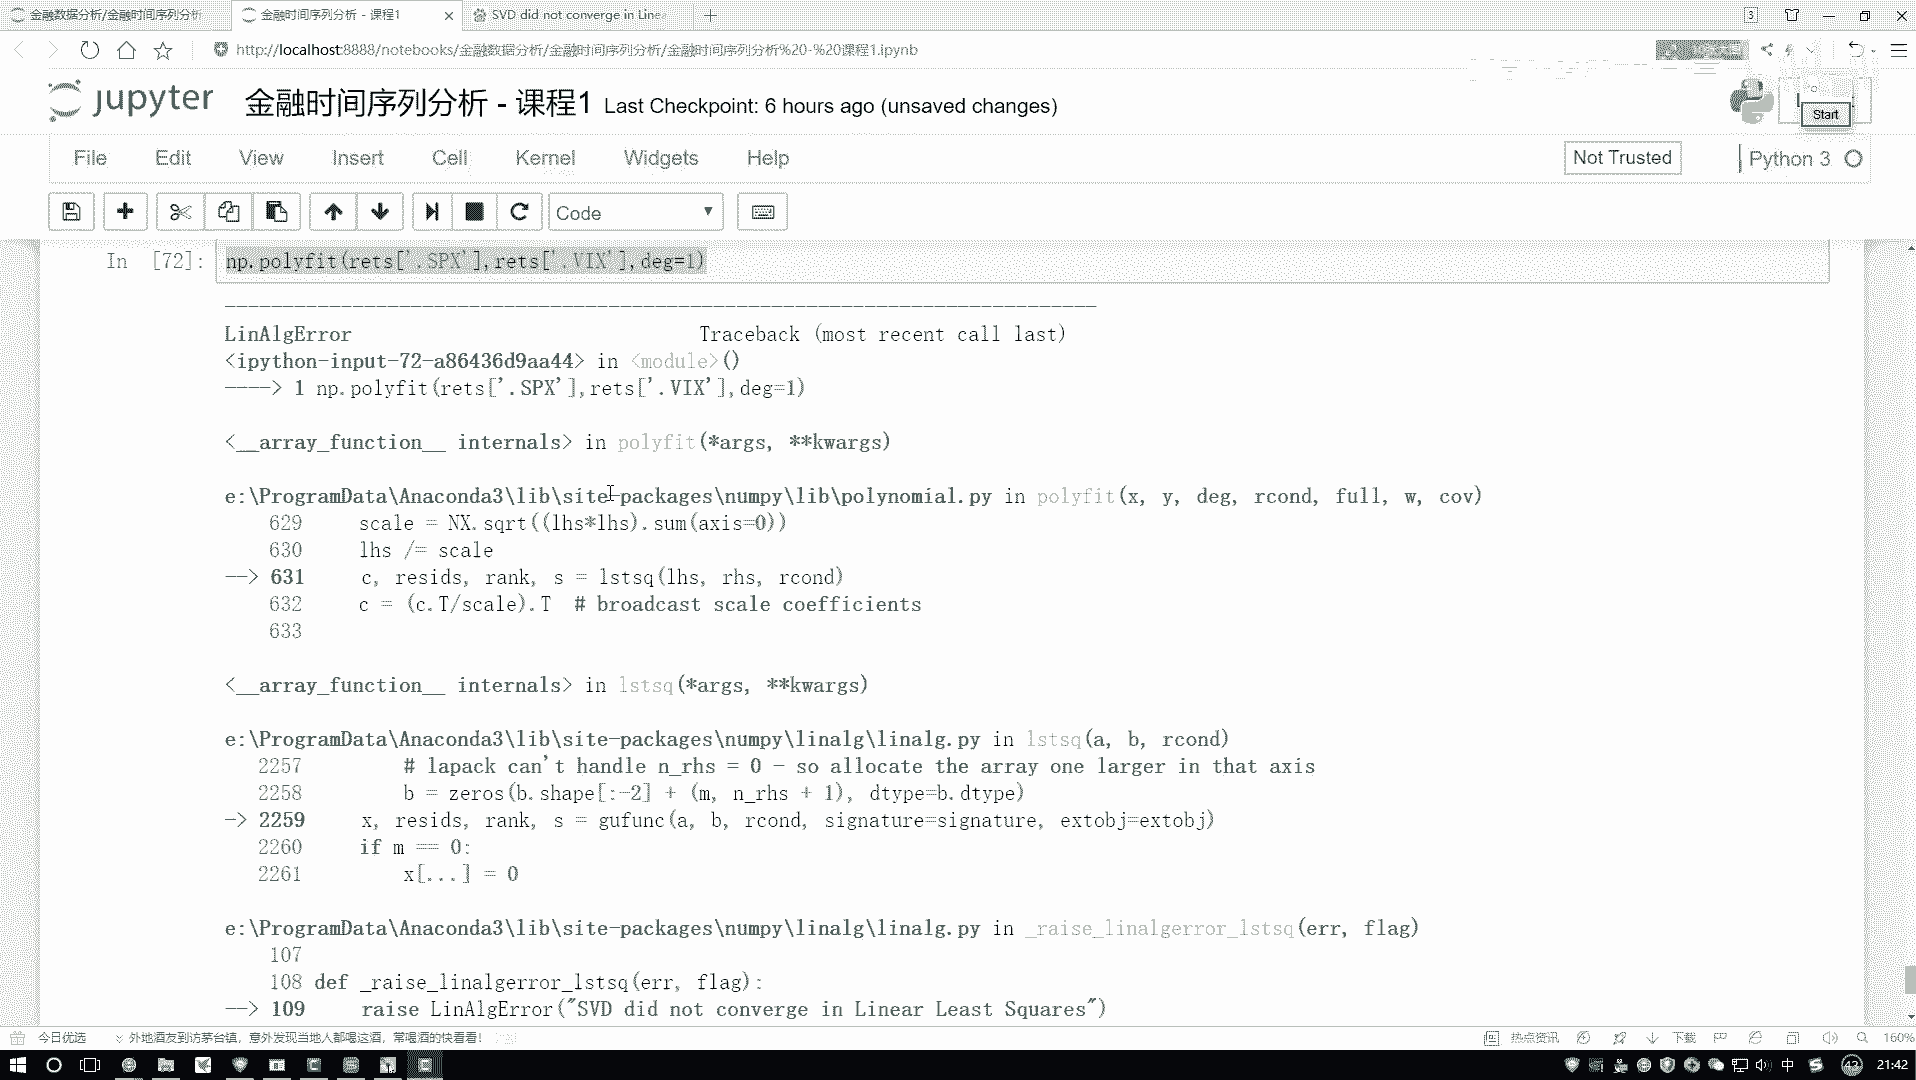 金融数据分析/金融时间序列分析
金融时间序列分析 - 课程1
SVD did not converge in Linea
3
http://localhost:8888/notebooks/金融数据分析/金融时间序列分析/金融时间序列分析%20-%20课程1.ipynb
jupyter 金融时间序列分析 - 课程1 Last Checkpoint: 6 hours ago (unsaved changes)
Start
File Edit View Insert Cell Kernel Widgets Help
Not Trusted
Python 3
Code
In [72]: np.polyfit(rets['.SPX'],rets['.VIX'],deg=1)
---------------------------------------------------------------------------
LinAlgError Traceback (most recent call last)
<ipython-input-72-a86436d9aa44> in <module>()
----> 1 np.polyfit(rets['.SPX'],rets['.VIX'],deg=1)
<__array_function__ internals> in polyfit(*args, **kwargs)
e:\ProgramData\Anaconda3\lib\site-packages\numpy\lib\polynomial.py in polyfit(x, y, deg, rcond, full, w, cov)
629 scale = NX.sqrt((lhs*lhs).sum(axis=0))
630 lhs /= scale
--> 631 c, resids, rank, s = lstsq(lhs, rhs, rcond)
632 c = (c.T/scale).T # broadcast scale coefficients
633
<__array_function__ internals> in lstsq(*args, **kwargs)
e:\ProgramData\Anaconda3\lib\site-packages\numpy\linalg\linalg.py in lstsq(a, b, rcond)
2257 # lapack can't handle n_rhs = 0 - so allocate the array one larger in that axis
2258 b = zeros(b.shape[:-2] + (m, n_rhs + 1), dtype=b.dtype)
-> 2259 x, resids, rank, s = gufunc(a, b, rcond, signature=signature, extobj=extobj)
2260 if m == 0:
2261 x[...] = 0
e:\ProgramData\Anaconda3\lib\site-packages\numpy\linalg\linalg.py in _raise_linalgerror_lstsq(err, flag)
107
108 def _raise_linalgerror_lstsq(err, flag):
--> 109 raise LinAlgError("SVD did not converge in Linear Least Squares")
今日优选 外地酒友到访茅台镇，意外发现当地人都喝这酒，常喝酒的快看看！
热点资讯 下载 160%
中 43 21:42